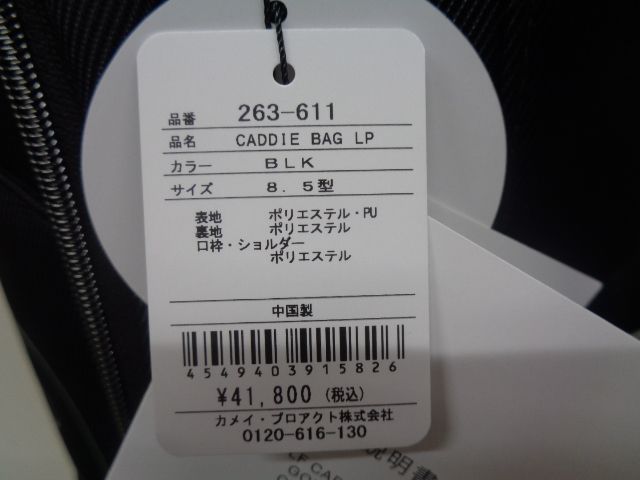 品番 263-611
品名 CADDIE BAG LP
カラー BLK
サイズ 8.5型
表地 ポリエステル・PU
裏地 ポリエステル
口枠・ショルダー
ポリエステル
中国製
4549403915826
¥41,800(税込)
カメイ・プロアクト株式会社
0120-616-130
説明書